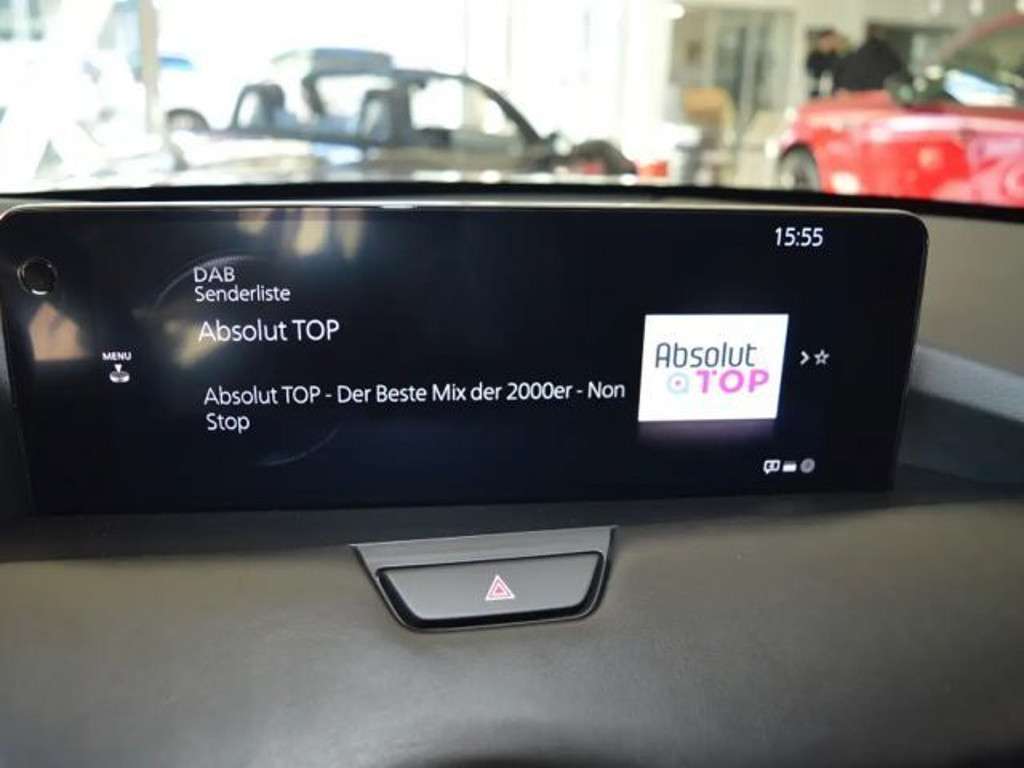 15:55
DAB
Senderliste
Absolut TOP
MENU
Absolut TOP - Der Beste Mix der 2000er - Non
Stop
Absolut
TOP